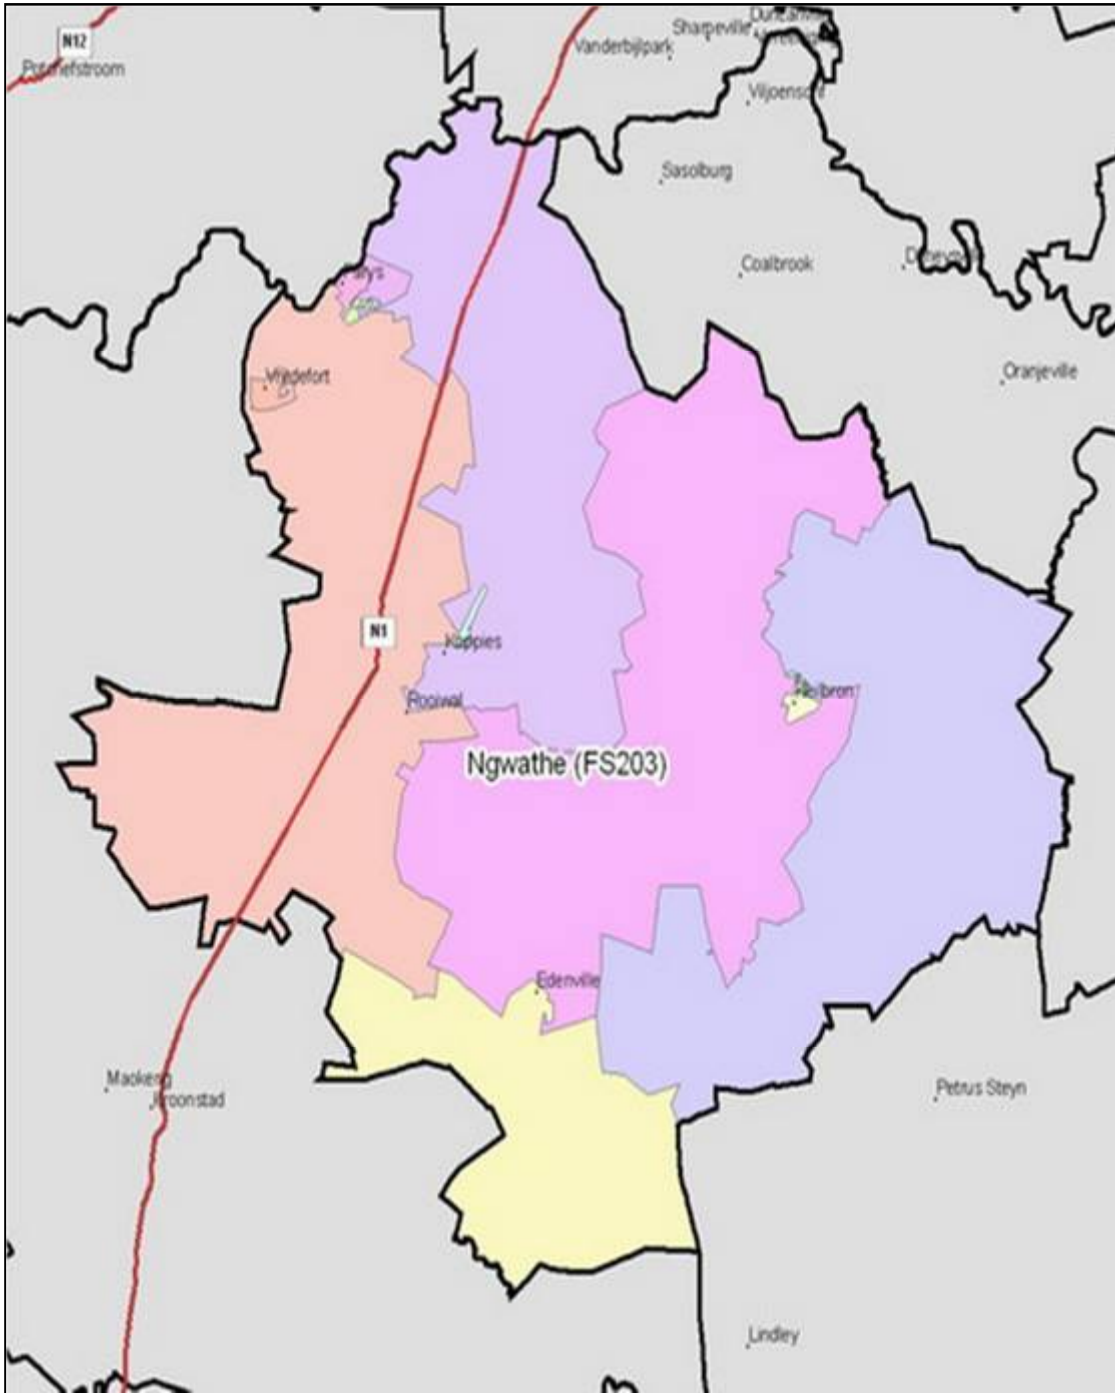 N12
Potchefstroom
Sharpeville
Vanderbijlpark
Sasolburg
Coalbrook
Oranjeville
Vredefort
N1
Koppies
Rooiwal
Heilbron
Ngwathe (FS203)
Edenville
Maokeng
Kroonstad
Petrus Steyn
Lindley